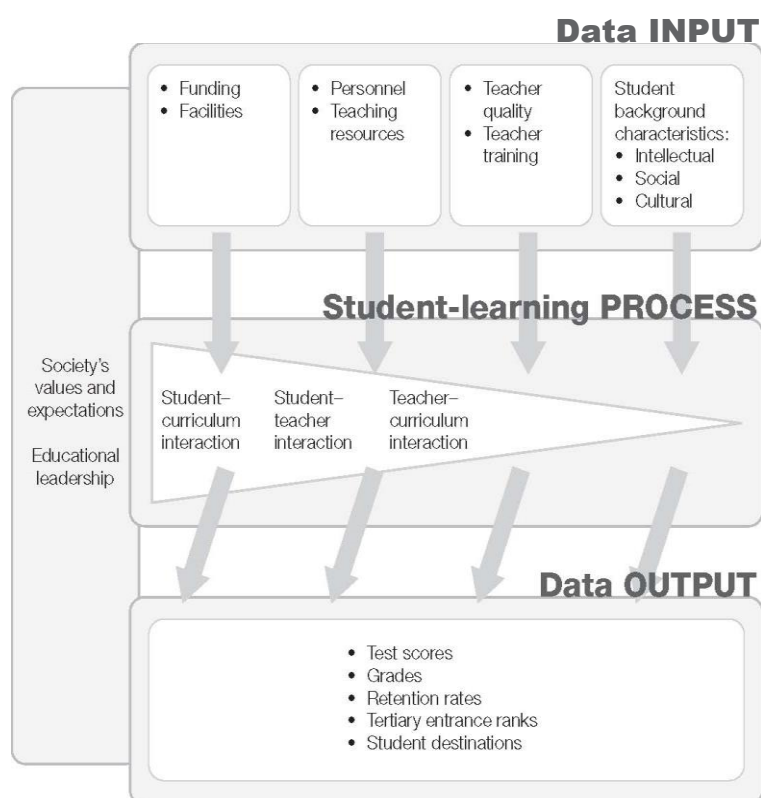 Data INPUT
• Funding
• Facilities
• Personnel
• Teaching
resources
• Teacher
quality
• Teacher
training
Student
background
characteristics:
• Intellectual
• Social
• Cultural
Student-learning PROCESS
Society's
values and
expectations
Educational
leadership
Student–
curriculum
interaction
Student–
teacher
interaction
Teacher–
curriculum
interaction
Data OUTPUT
• Test scores
• Grades
• Retention rates
• Tertiary entrance ranks
• Student destinations